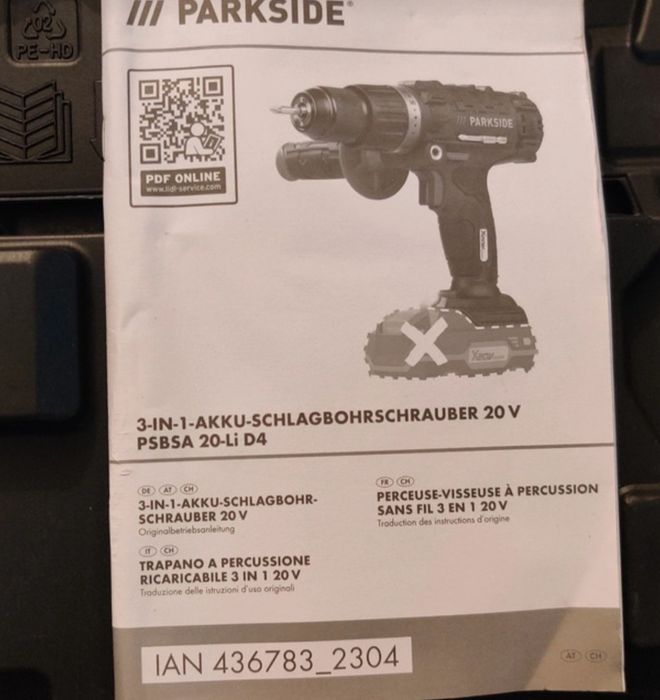 02
PE-HD
/// PARKSIDE®
PDF ONLINE
www.lidl-service.com
/// PARKSIDE
X20V
3-IN-1-AKKU-SCHLAGBOHRSCHRAUBER 20 V
PSBSA 20-Li D4
DE AT CH
3-IN-1-AKKU-SCHLAGBOHR-
SCHRAUBER 20 V
Originalbetriebsanleitung
FR CH
PERCEUSE-VISSEUSE À PERCUSSION
SANS FIL 3 EN 1 20 V
Traduction des instructions d'origine
IT CH
TRAPANO A PERCUSSIONE
RICARICABILE 3 IN 1 20 V
Traduzione delle istruzioni d'uso originali
IAN 436783_2304
AT CH